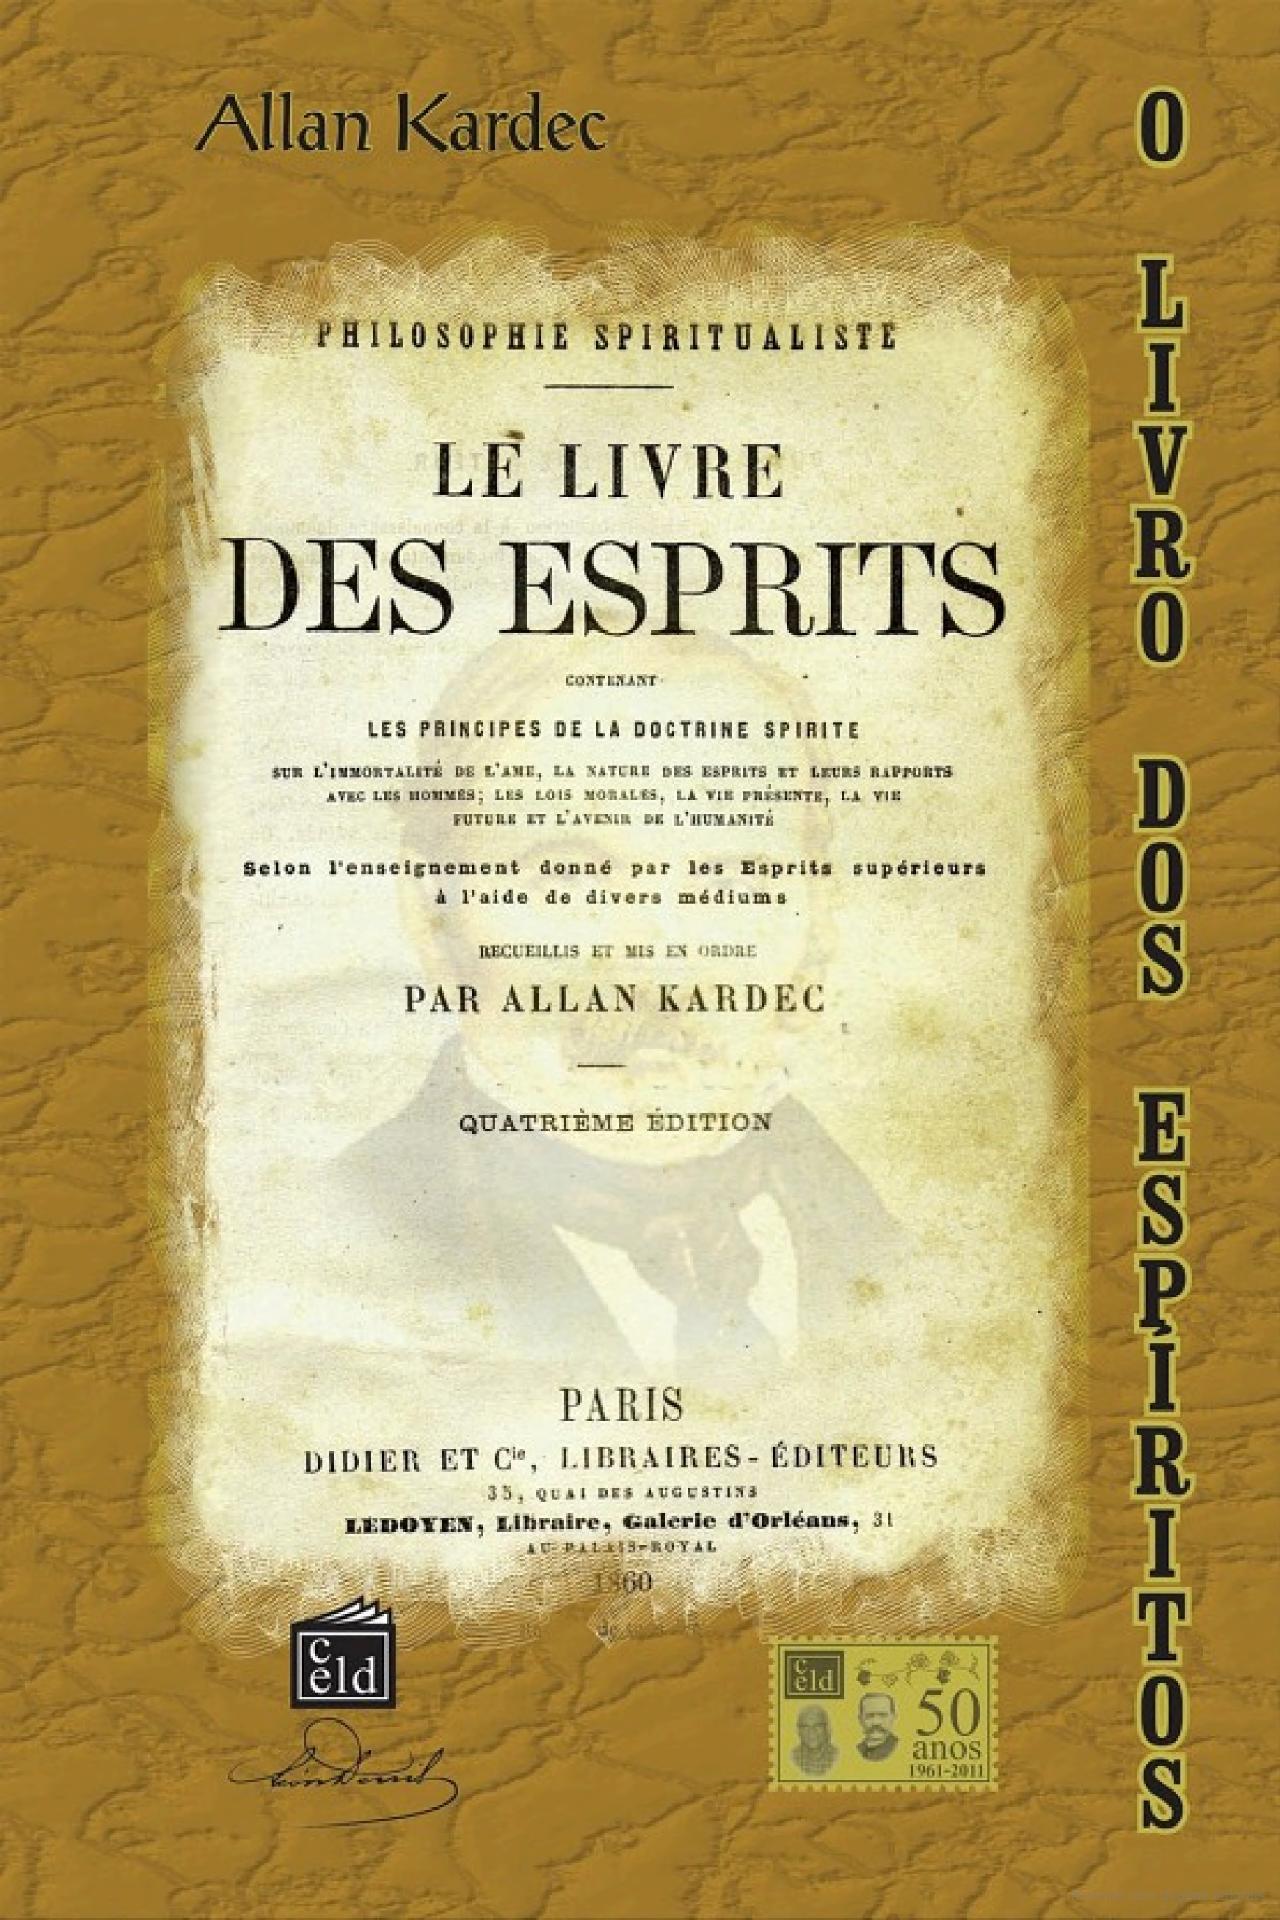 Allan Kardec
O LIVRO DOS ESPÍRITOS
PHILOSOPHIE SPIRITUALISTE
LE LIVRE
DES ESPRITS
CONTENANT
LES PRINCIPES DE LA DOCTRINE SPIRITE
SUR L'IMMORTALITÉ DE L'AME, LA NATURE DES ESPRITS ET LEURS RAPPORTS
AVEC LES HOMMES; LES LOIS MORALES, LA VIE PRÉSENTE, LA VIE
FUTURE ET L'AVENIR DE L'HUMANITÉ
Selon l'enseignement donné par les Esprits supérieurs
à l'aide de divers médiums
RECUEILLIS ET MIS EN ORDRE
PAR ALLAN KARDEC
QUATRIÈME ÉDITION
PARIS
DIDIER ET Cie, LIBRAIRES-ÉDITEURS
35, QUAI DES AUGUSTINS
LEDOYEN, Libraire, Galerie d'Orléans, 31
AU PALAIS-ROYAL
1860
celd
celd
50
anos
1961-2011